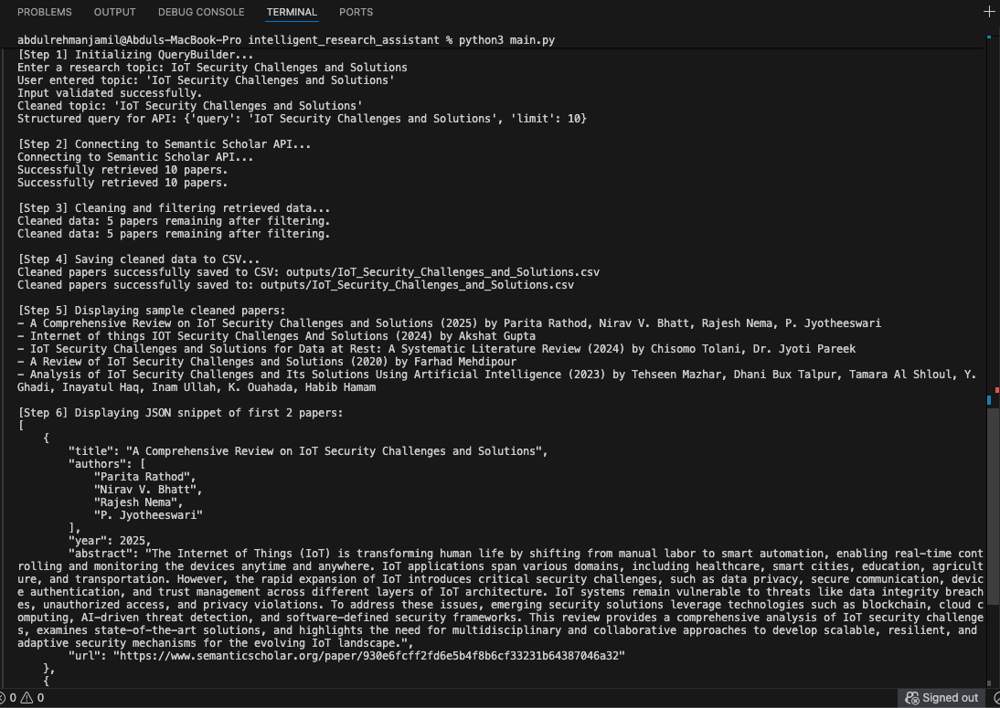 PROBLEMS OUTPUT DEBUG CONSOLE TERMINAL PORTS
abdulrehmanjamil@Abduls-MacBook-Pro intelligent_research_assistant % python3 main.py
[Step 1] Initializing QueryBuilder...
Enter a research topic: IoT Security Challenges and Solutions
User entered topic: 'IoT Security Challenges and Solutions'
Input validated successfully.
Cleaned topic: 'IoT Security Challenges and Solutions'
Structured query for API: {'query': 'IoT Security Challenges and Solutions', 'limit': 10}
[Step 2] Connecting to Semantic Scholar API...
Connecting to Semantic Scholar API...
Successfully retrieved 10 papers.
Successfully retrieved 10 papers.
[Step 3] Cleaning and filtering retrieved data...
Cleaned data: 5 papers remaining after filtering.
Cleaned data: 5 papers remaining after filtering.
[Step 4] Saving cleaned data to CSV...
Cleaned papers successfully saved to CSV: outputs/IoT_Security_Challenges_and_Solutions.csv
Cleaned papers successfully saved to: outputs/IoT_Security_Challenges_and_Solutions.csv
[Step 5] Displaying sample cleaned papers:
- A Comprehensive Review on IoT Security Challenges and Solutions (2025) by Parita Rathod, Nirav V. Bhatt, Rajesh Nema, P. Jyotheeswari
- Internet of things IOT Security Challenges And Solutions (2024) by Akshat Gupta
- IoT Security Challenges and Solutions for Data at Rest: A Systematic Literature Review (2024) by Chisomo Tolani, Dr. Jyoti Pareek
- A Review of IoT Security Challenges and Solutions (2020) by Farhad Mehdipour
- Analysis of IoT Security Challenges and Its Solutions Using Artificial Intelligence (2023) by Tehseen Mazhar, Dhani Bux Talpur, Tamara Al Shloul, Y.
Ghadi, Inayatul Haq, Inam Ullah, K. Ouahada, Habib Hamam
[Step 6] Displaying JSON snippet of first 2 papers:
[
{
"title": "A Comprehensive Review on IoT Security Challenges and Solutions",
"authors": [
"Parita Rathod",
"Nirav V. Bhatt",
"Rajesh Nema",
"P. Jyotheeswari"
],
"year": 2025,
"abstract": "The Internet of Things (IoT) is transforming human life by shifting from manual labor to smart automation, enabling real-time cont
rolling and monitoring the devices anytime and anywhere. IoT applications span various domains, including healthcare, smart cities, education, agricult
ure, and transportation. However, the rapid expansion of IoT introduces critical security challenges, such as data privacy, secure communication, devic
e authentication, and trust management across different layers of IoT architecture. IoT systems remain vulnerable to threats like data integrity breach
es, unauthorized access, and privacy violations. To address these issues, emerging security solutions leverage technologies such as blockchain, cloud c
omputing, AI-driven threat detection, and software-defined security frameworks. This review provides a comprehensive analysis of IoT security challenge
s, examines state-of-the-art solutions, and highlights the need for multidisciplinary and collaborative approaches to develop scalable, resilient, and
adaptive security mechanisms for the evolving IoT landscape.",
"url": "https://www.semanticscholar.org/paper/930e6fcff2fd6e5b4f8b6cf33231b64387046a32"
},
{
0 0 Signed out